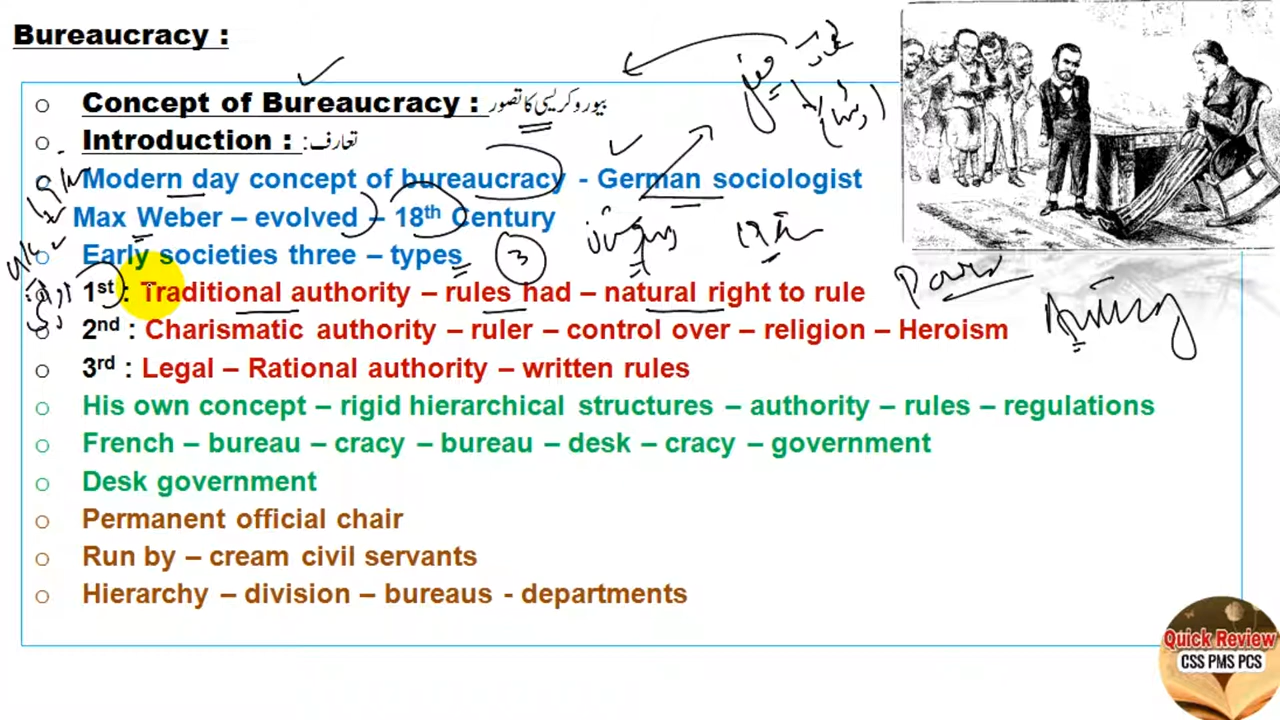 Bureaucracy :
Concept of Bureaucracy : بیوروکریسی کا تصور
Introduction : تعارف:
Modern day concept of bureaucracy - German sociologist
Max Weber – evolved – 18th Century
Early societies three – types 3
1st : Traditional authority – rules had – natural right to rule
2nd : Charismatic authority – ruler – control over – religion – Heroism
3rd : Legal – Rational authority – written rules
His own concept – rigid hierarchical structures – authority – rules – regulations
French – bureau – cracy – bureau – desk – cracy – government
Desk government
Permanent official chair
Run by – cream civil servants
Hierarchy – division – bureaus - departments
Quick Review
CSS PMS PCS